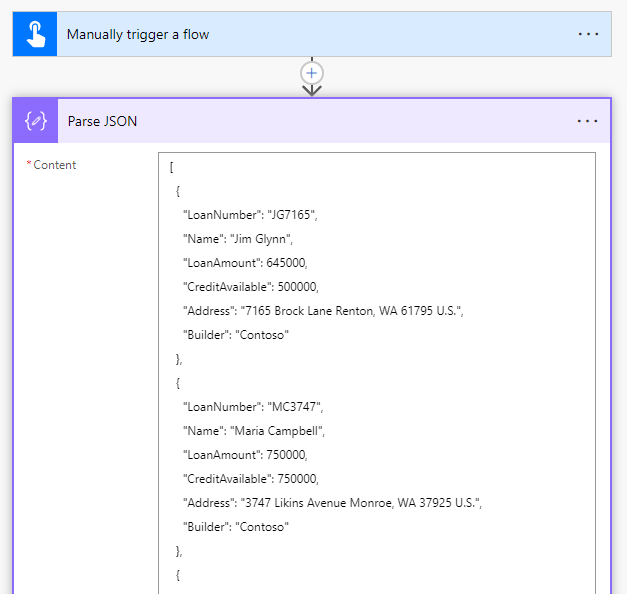 Manually trigger a flow
Parse JSON
*Content
[
{
"LoanNumber": "JG7165",
"Name": "Jim Glynn",
"LoanAmount": 645000,
"CreditAvailable": 500000,
"Address": "7165 Brock Lane Renton, WA 61795 U.S.",
"Builder": "Contoso"
},
{
"LoanNumber": "MC3747",
"Name": "Maria Campbell",
"LoanAmount": 750000,
"CreditAvailable": 750000,
"Address": "3747 Likins Avenue Monroe, WA 37925 U.S.",
"Builder": "Contoso"
},
{